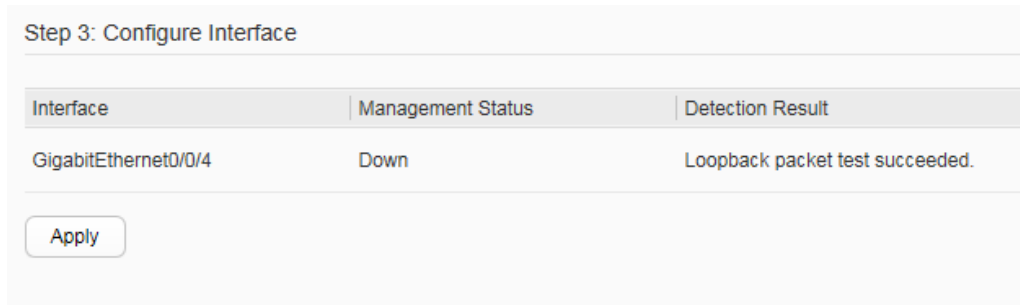 Step 3: Configure Interface
Interface Management Status Detection Result
GigabitEthernet0/0/4 Down Loopback packet test succeeded.
Apply